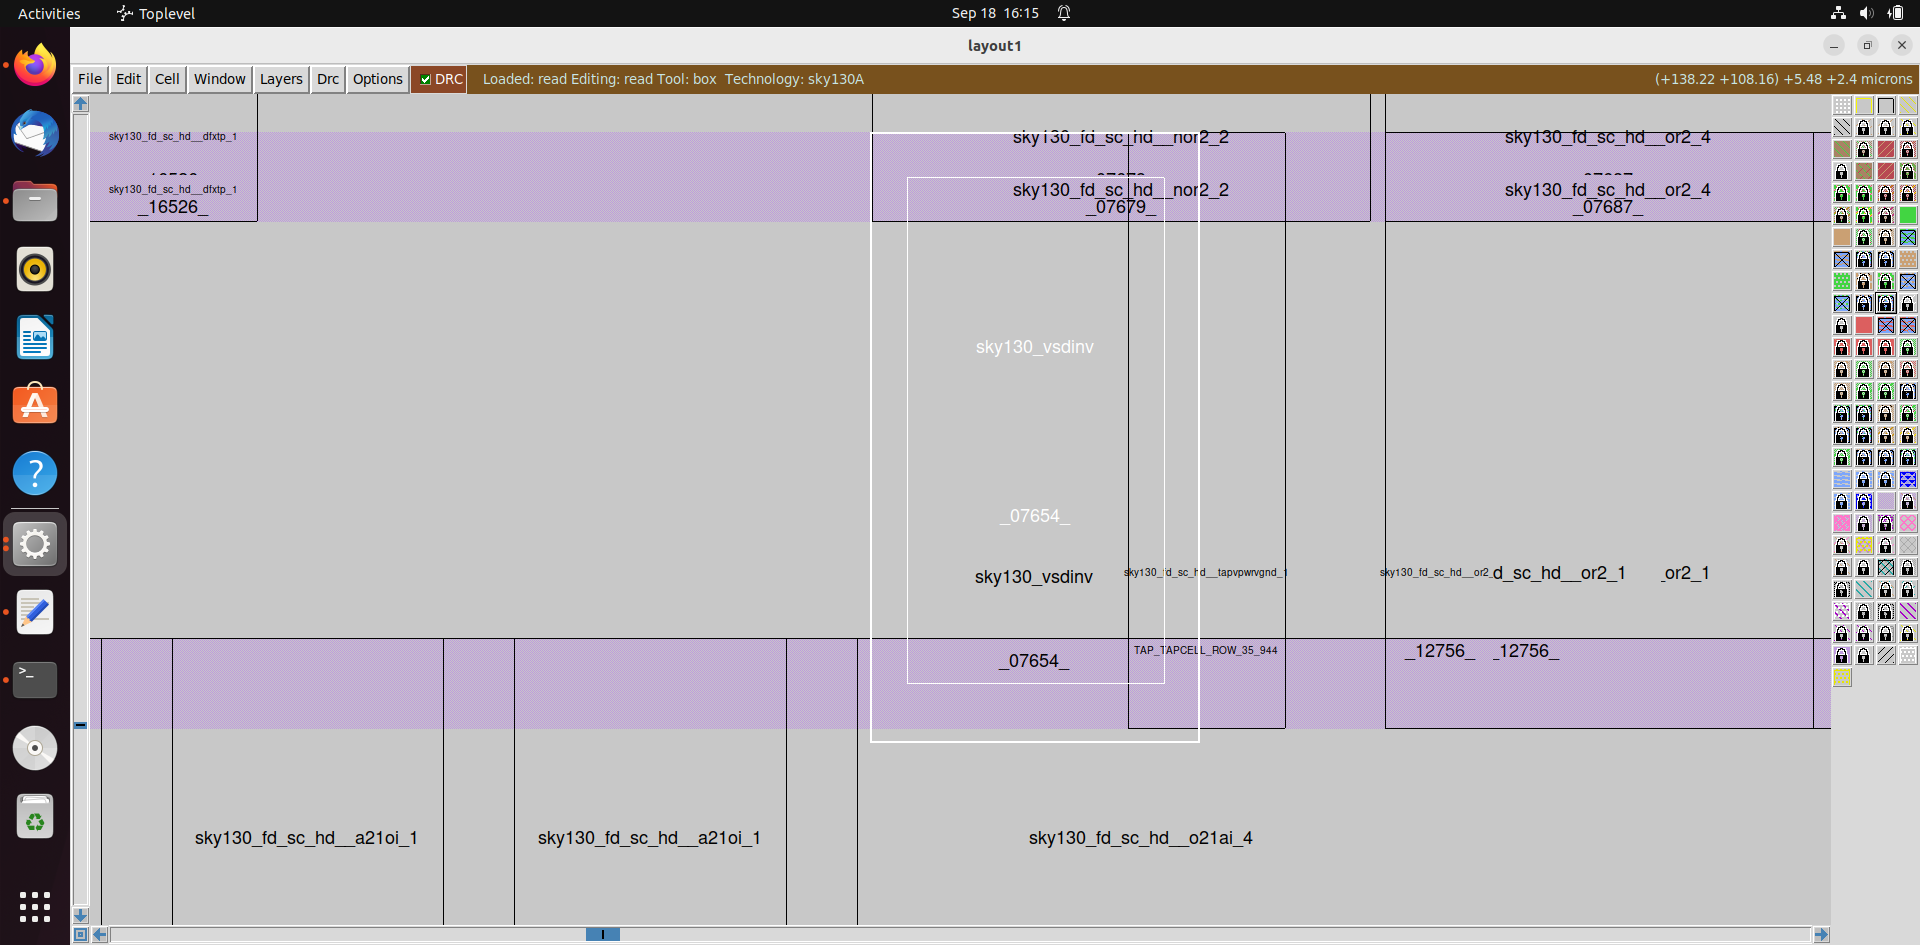 Activities Toplevel Sep 18 16:15
layout1
File Edit Cell Window Layers Drc Options DRC Loaded: read Editing: read Tool: box Technology: sky130A (+138.22 +108.16) +5.48 +2.4 microns
sky130_fd_sc_hd__dfxtp_1 sky130_fd_sc_hd__nor2_2 sky130_fd_sc_hd__or2_4
sky130_fd_sc_hd__dfxtp_1 sky130_fd_sc_hd__nor2_2 sky130_fd_sc_hd__or2_4
_16526_ _07679_ _07687_
sky130_vsdinv
_07654_
sky130_vsdinv sky130_fd_sc_hd__tapvpwrvgnd_1 sky130_fd_sc_hd__or2_ d_sc_hd__or2_1 _or2_1
_07654_ TAP_TAPCELL_ROW_35_944 _12756_ _12756_
sky130_fd_sc_hd__a21oi_1 sky130_fd_sc_hd__a21oi_1 sky130_fd_sc_hd__o21ai_4